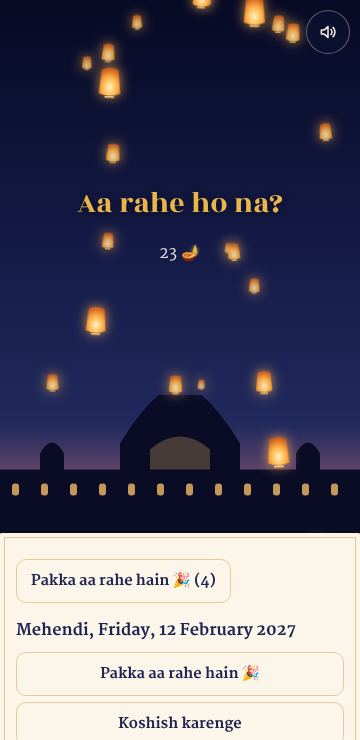 Aa rahe ho na?
23 🪔
Pakka aa rahe hain 🎉 (4)
Mehendi, Friday, 12 February 2027
Pakka aa rahe hain 🎉
Koshish karenge